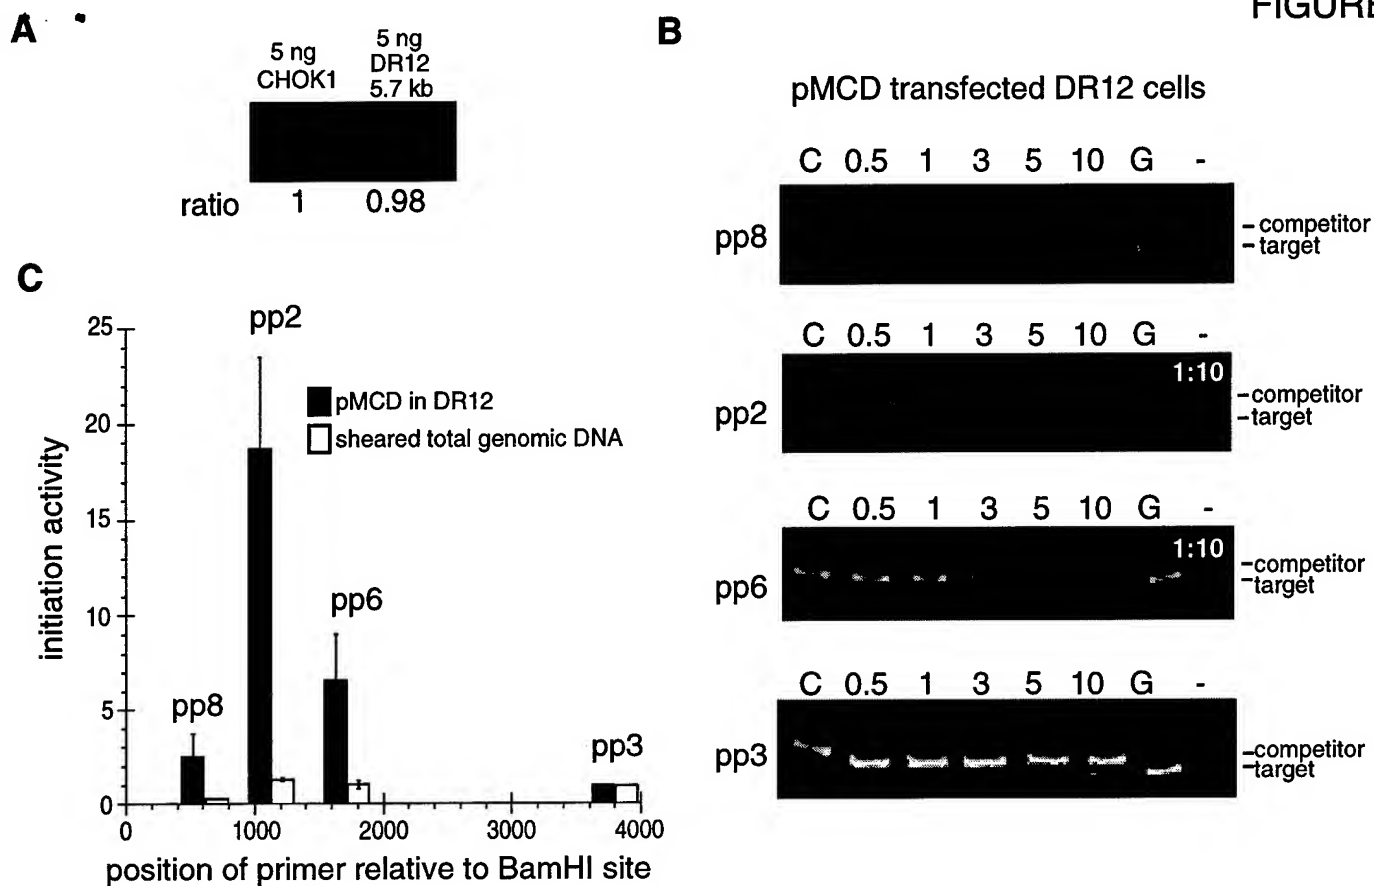 FIGURE
A
5 ng
CHOK1
5 ng
DR12
5.7 kb
ratio 1 0.98
B
pMCD transfected DR12 cells
C 0.5 1 3 5 10 G -
pp8
-competitor
-target
C 0.5 1 3 5 10 G -
1:10
pp2
-competitor
-target
C 0.5 1 3 5 10 G -
1:10
pp6
-competitor
-target
C 0.5 1 3 5 10 G -
pp3
-competitor
-target
C
25
20
15
10
5
0
initiation activity
pp8
pp2
pp6
pp3
pMCD in DR12
sheared total genomic DNA
0 1000 2000 3000 4000
position of primer relative to BamHI site